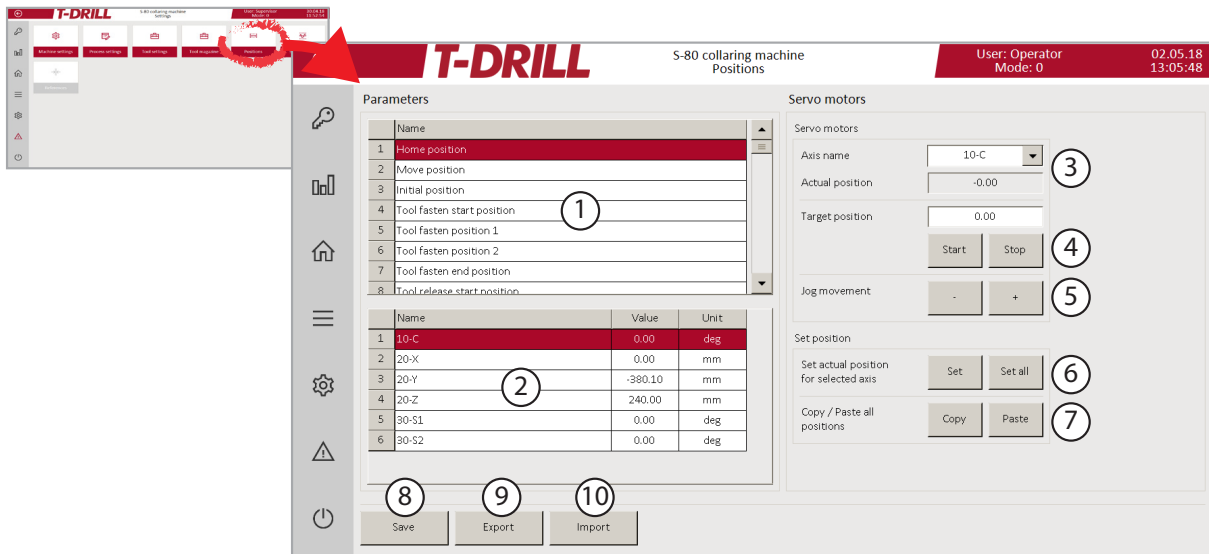 T-DRILL
S-80 collaring machine
Settings
User: Supervisor
Mode: 0
Machine settings
Process settings
Tool settings
Tool magazine
Positions
T-DRILL
S-80 collaring machine
Positions
User: Operator
Mode: 0
02.05.18
13:05:48
Parameters
Name
1 Home position
2 Move position
3 Initial position
4 Tool fasten start position
5 Tool fasten position 1
6 Tool fasten position 2
7 Tool fasten end position
8 Tool release start position
1
Name Value Unit
1 10-C 0.00 deg
2 20-X 0.00 mm
3 20-Y -380.10 mm
4 20-Z 240.00 mm
5 30-S1 0.00 deg
6 30-S2 0.00 deg
2
Servo motors
Servo motors
Axis name 10-C
Actual position -0.00
3
Target position 0.00
Start Stop 4
Jog movement - + 5
Set position
Set actual position
for selected axis
Set Set all 6
Copy / Paste all
positions
Copy Paste 7
8 9 10
Save Export Import